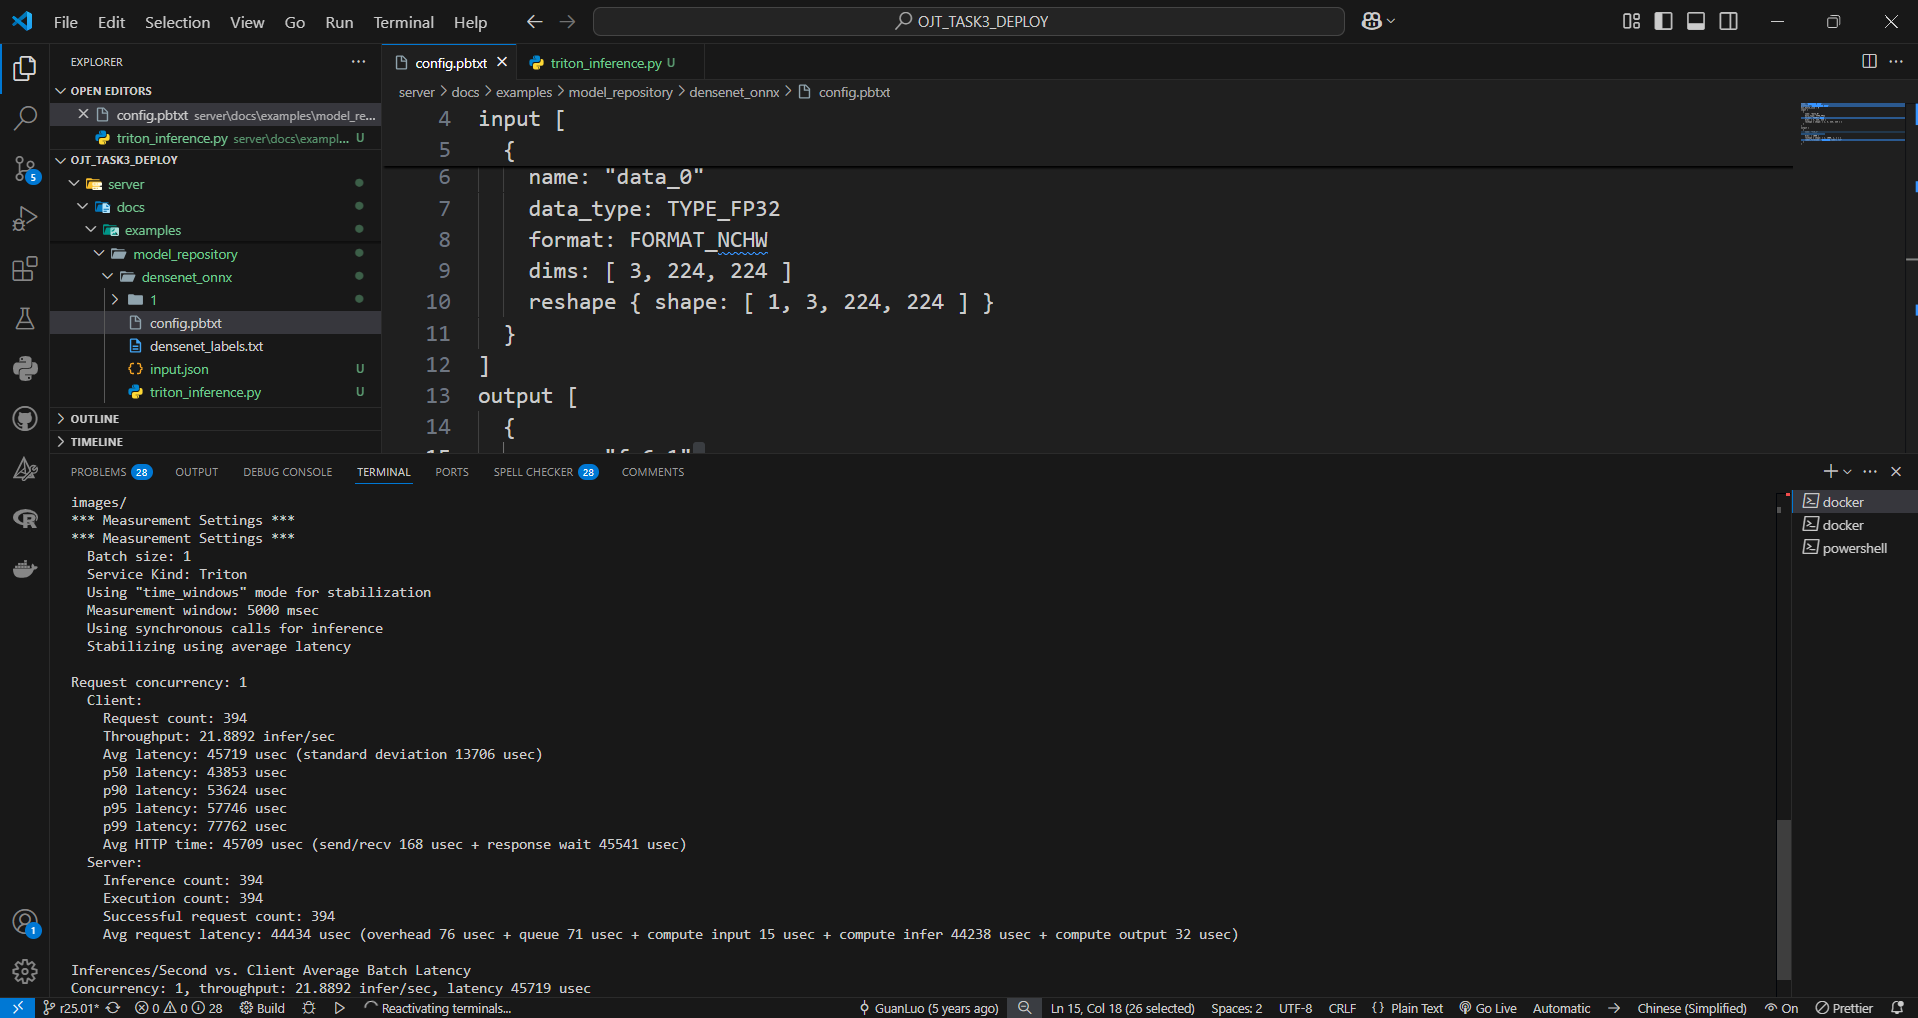 File Edit Selection View Go Run Terminal Help
OJT_TASK3_DEPLOY
EXPLORER
OPEN EDITORS
config.pbtxt server\docs\examples\model_re...
triton_inference.py server\docs\exampl... U
OJT_TASK3_DEPLOY
server
docs
examples
model_repository
densenet_onnx
1
config.pbtxt
densenet_labels.txt
input.json U
triton_inference.py U
OUTLINE
TIMELINE
5
1
config.pbtxt
triton_inference.py U
server > docs > examples > model_repository > densenet_onnx > config.pbtxt
4 input [
5 {
6 name: "data_0"
7 data_type: TYPE_FP32
8 format: FORMAT_NCHW
9 dims: [ 3, 224, 224 ]
10 reshape { shape: [ 1, 3, 224, 224 ] }
11 }
12 ]
13 output [
14 {
PROBLEMS 28 OUTPUT DEBUG CONSOLE TERMINAL PORTS SPELL CHECKER 28 COMMENTS
images/
*** Measurement Settings ***
*** Measurement Settings ***
Batch size: 1
Service Kind: Triton
Using "time_windows" mode for stabilization
Measurement window: 5000 msec
Using synchronous calls for inference
Stabilizing using average latency
Request concurrency: 1
Client:
Request count: 394
Throughput: 21.8892 infer/sec
Avg latency: 45719 usec (standard deviation 13706 usec)
p50 latency: 43853 usec
p90 latency: 53624 usec
p95 latency: 57746 usec
p99 latency: 77762 usec
Avg HTTP time: 45709 usec (send/recv 168 usec + response wait 45541 usec)
Server:
Inference count: 394
Execution count: 394
Successful request count: 394
Avg request latency: 44434 usec (overhead 76 usec + queue 71 usec + compute input 15 usec + compute infer 44238 usec + compute output 32 usec)
Inferences/Second vs. Client Average Batch Latency
Concurrency: 1, throughput: 21.8892 infer/sec, latency 45719 usec
docker
docker
powershell
r25.01* 0 0 28 Build Reactivating terminals... GuanLuo (5 years ago) Ln 15, Col 18 (26 selected) Spaces: 2 UTF-8 CRLF {} Plain Text Go Live Automatic → Chinese (Simplified) On Prettier